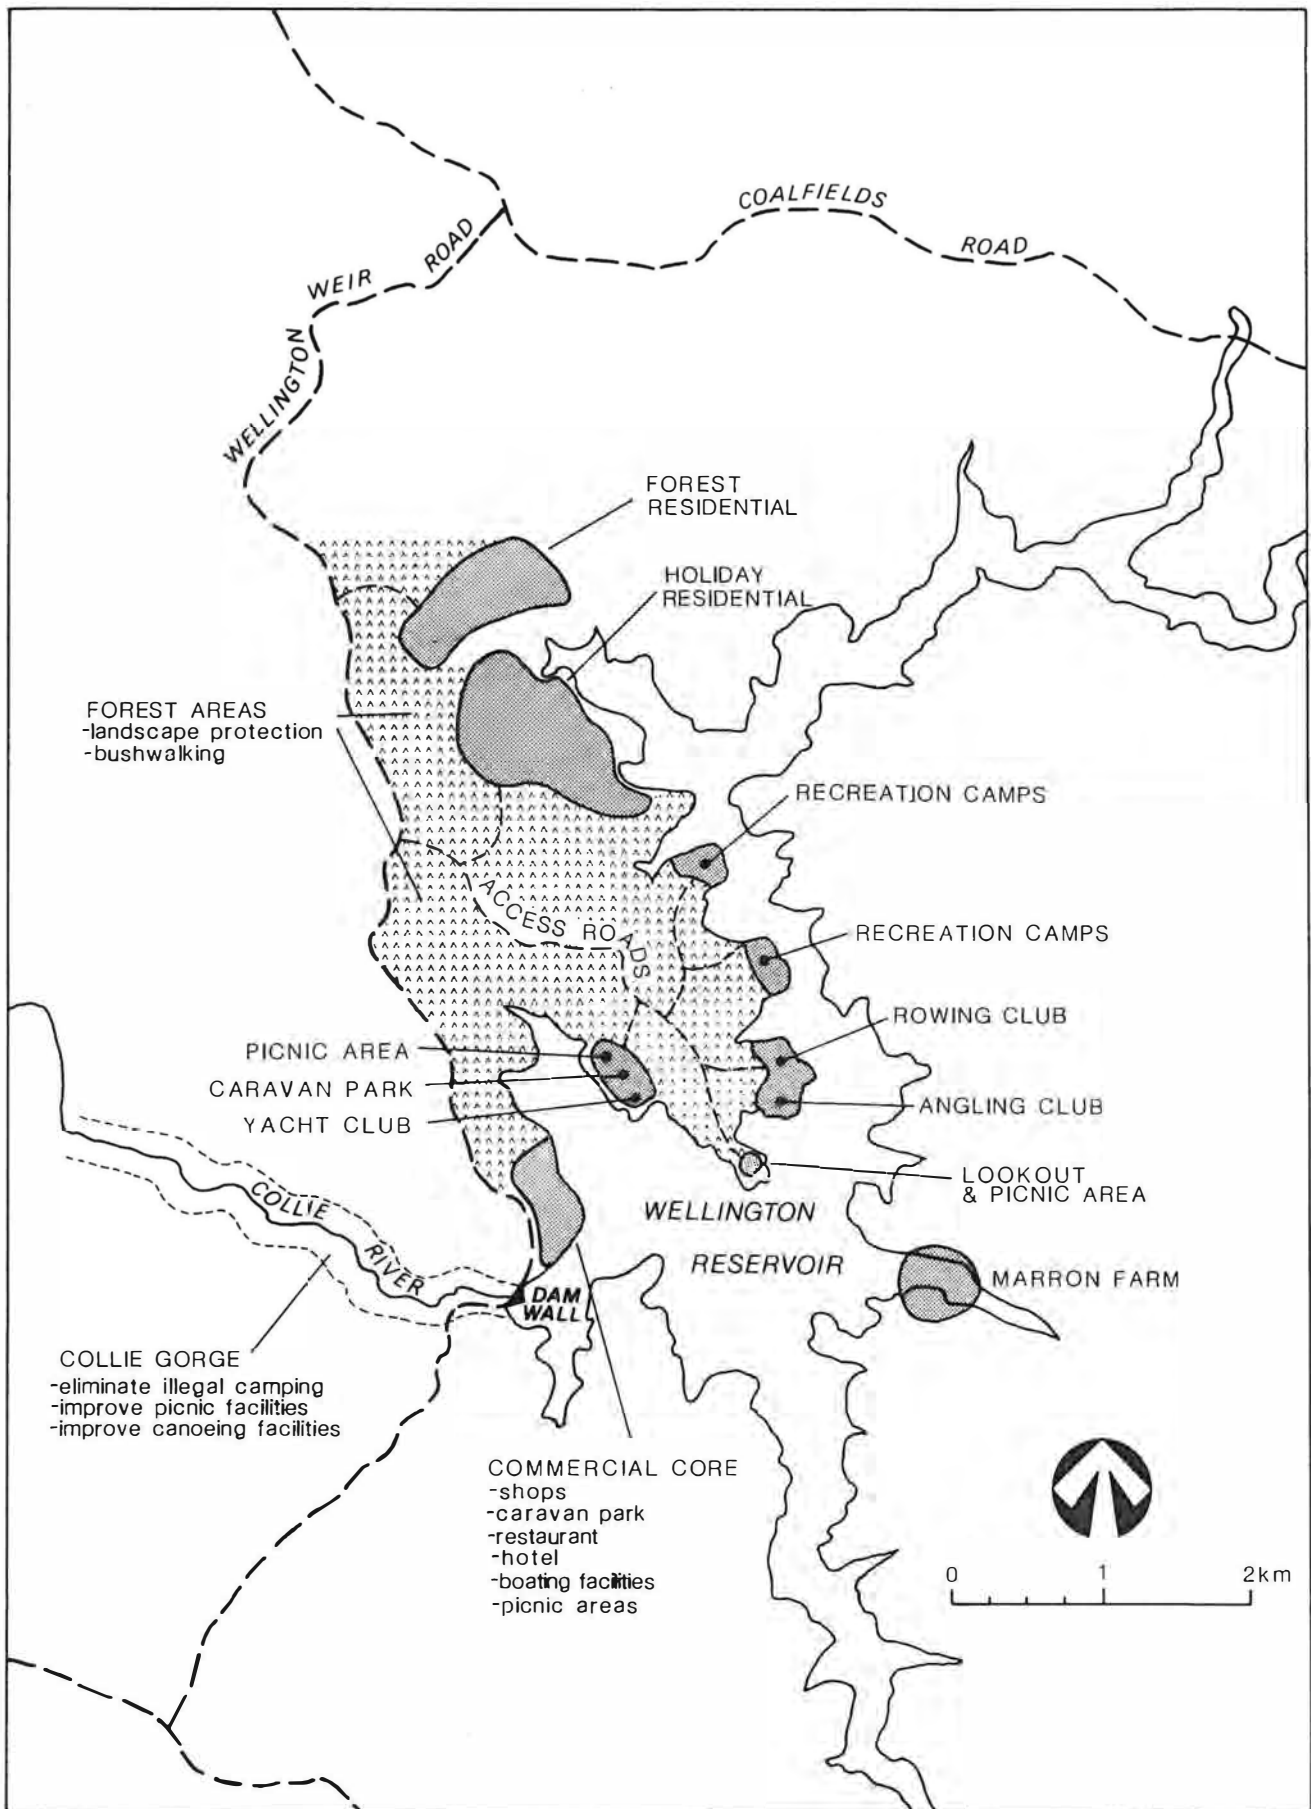 COALFIELDS
ROAD
WELLINGTON
WEIR
ROAD
FOREST
RESIDENTIAL
HOLIDAY
RESIDENTIAL
FOREST AREAS
-landscape protection
-bushwalking
RECREATION CAMPS
ACCESS ROADS
RECREATION CAMPS
ROWING CLUB
PICNIC AREA
CARAVAN PARK
YACHT CLUB
ANGLING CLUB
LOOKOUT
& PICNIC AREA
WELLINGTON
RESERVOIR
COLLIE
RIVER
MARRON FARM
DAM
WALL
COLLIE GORGE
-eliminate illegal camping
-improve picnic facilities
-improve canoeing facilities
COMMERCIAL CORE
-shops
-caravan park
-restaurant
-hotel
-boating facilities
-picnic areas
0 1 2km